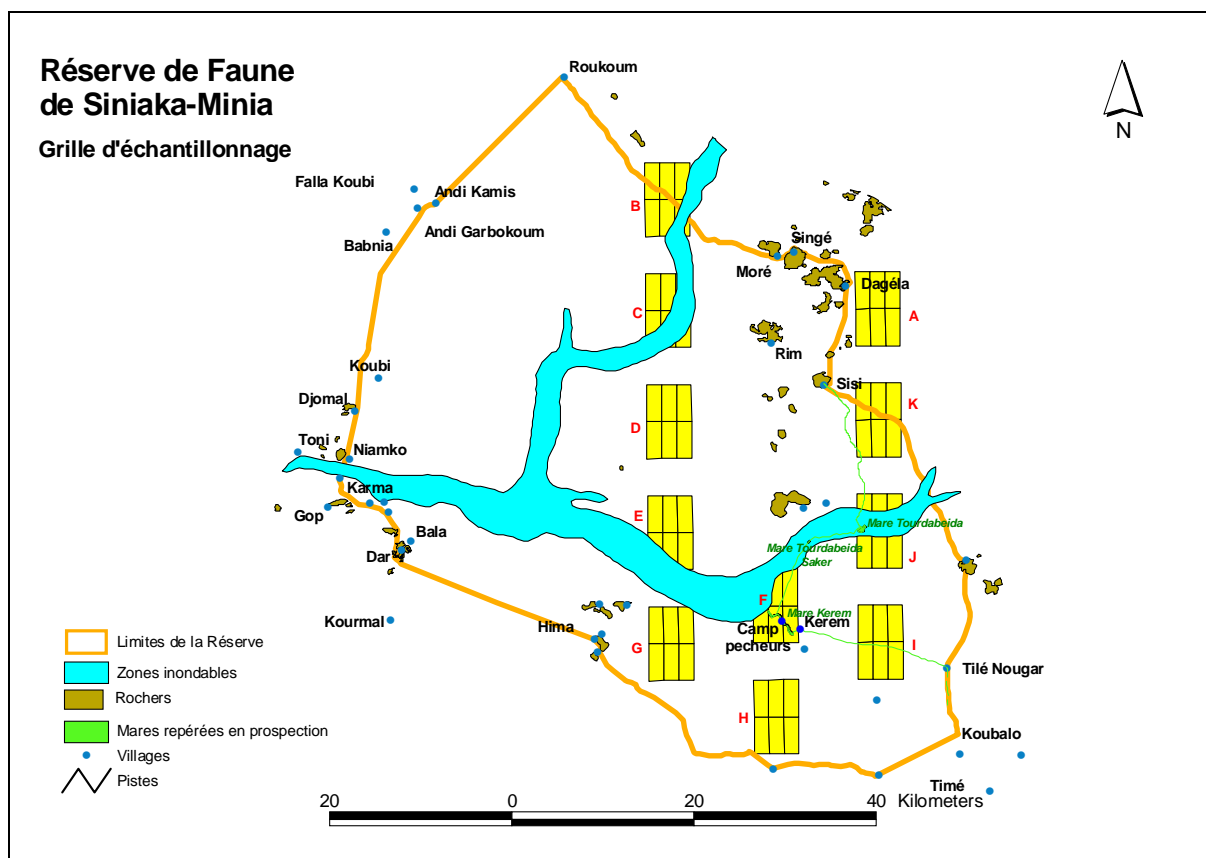 Réserve de Faune
de Siniaka-Minia
Grille d'échantillonnage
Roukoum
N
Falla Koubi
Andi Kamis
B
Andi Garbokoum
Babnia
Singé
Moré
Dagéla
C
A
Rim
Koubi
Sisi
Djomal
K
D
Toni
Niamko
Karma
Gop
E
Mare Tourdabeida
Bala
Dar
Mare Tourdabeida
Saker
J
F
Mare Kerem
Kourmal
Hima
Camp
pecheurs
Kerem
G
I
Tilé Nougar
H
Koubalo
Timé
Limites de la Réserve
Zones inondables
Rochers
Mares repérées en prospection
Villages
Pistes
20 0 20 40 Kilometers